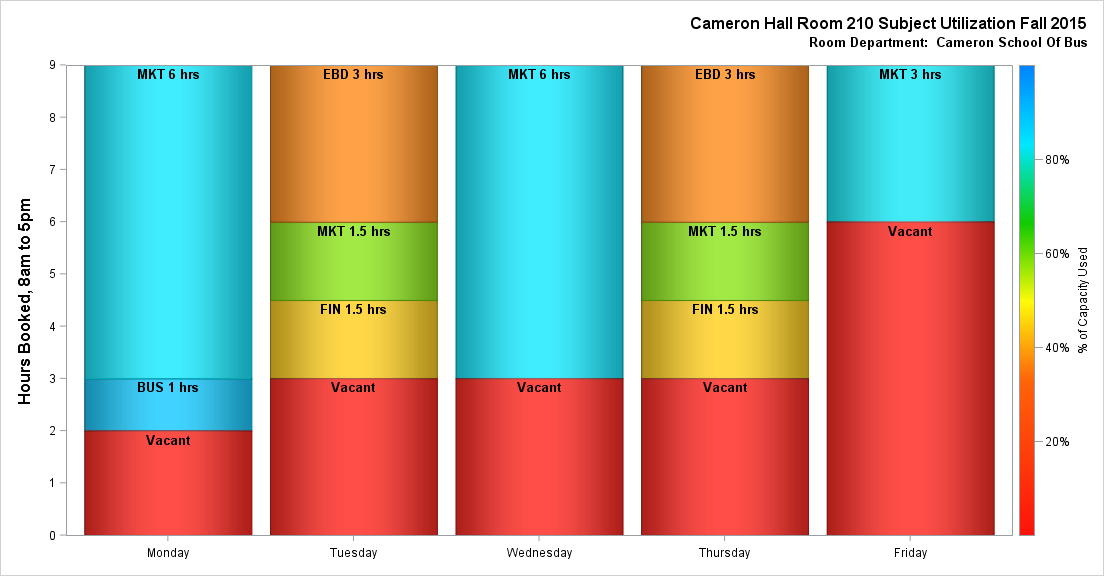 Cameron Hall Room 210 Subject Utilization Fall 2015
Room Department:  Cameron School Of Bus
Hours Booked, 8am to 5pm
9
8
7
6
5
4
3
2
1
0
MKT 6 hrs
BUS 1 hrs
Vacant
EBD 3 hrs
MKT 1.5 hrs
FIN 1.5 hrs
Vacant
MKT 6 hrs
Vacant
EBD 3 hrs
MKT 1.5 hrs
FIN 1.5 hrs
Vacant
MKT 3 hrs
Vacant
Monday
Tuesday
Wednesday
Thursday
Friday
80%
60%
40%
20%
% of Capacity Used